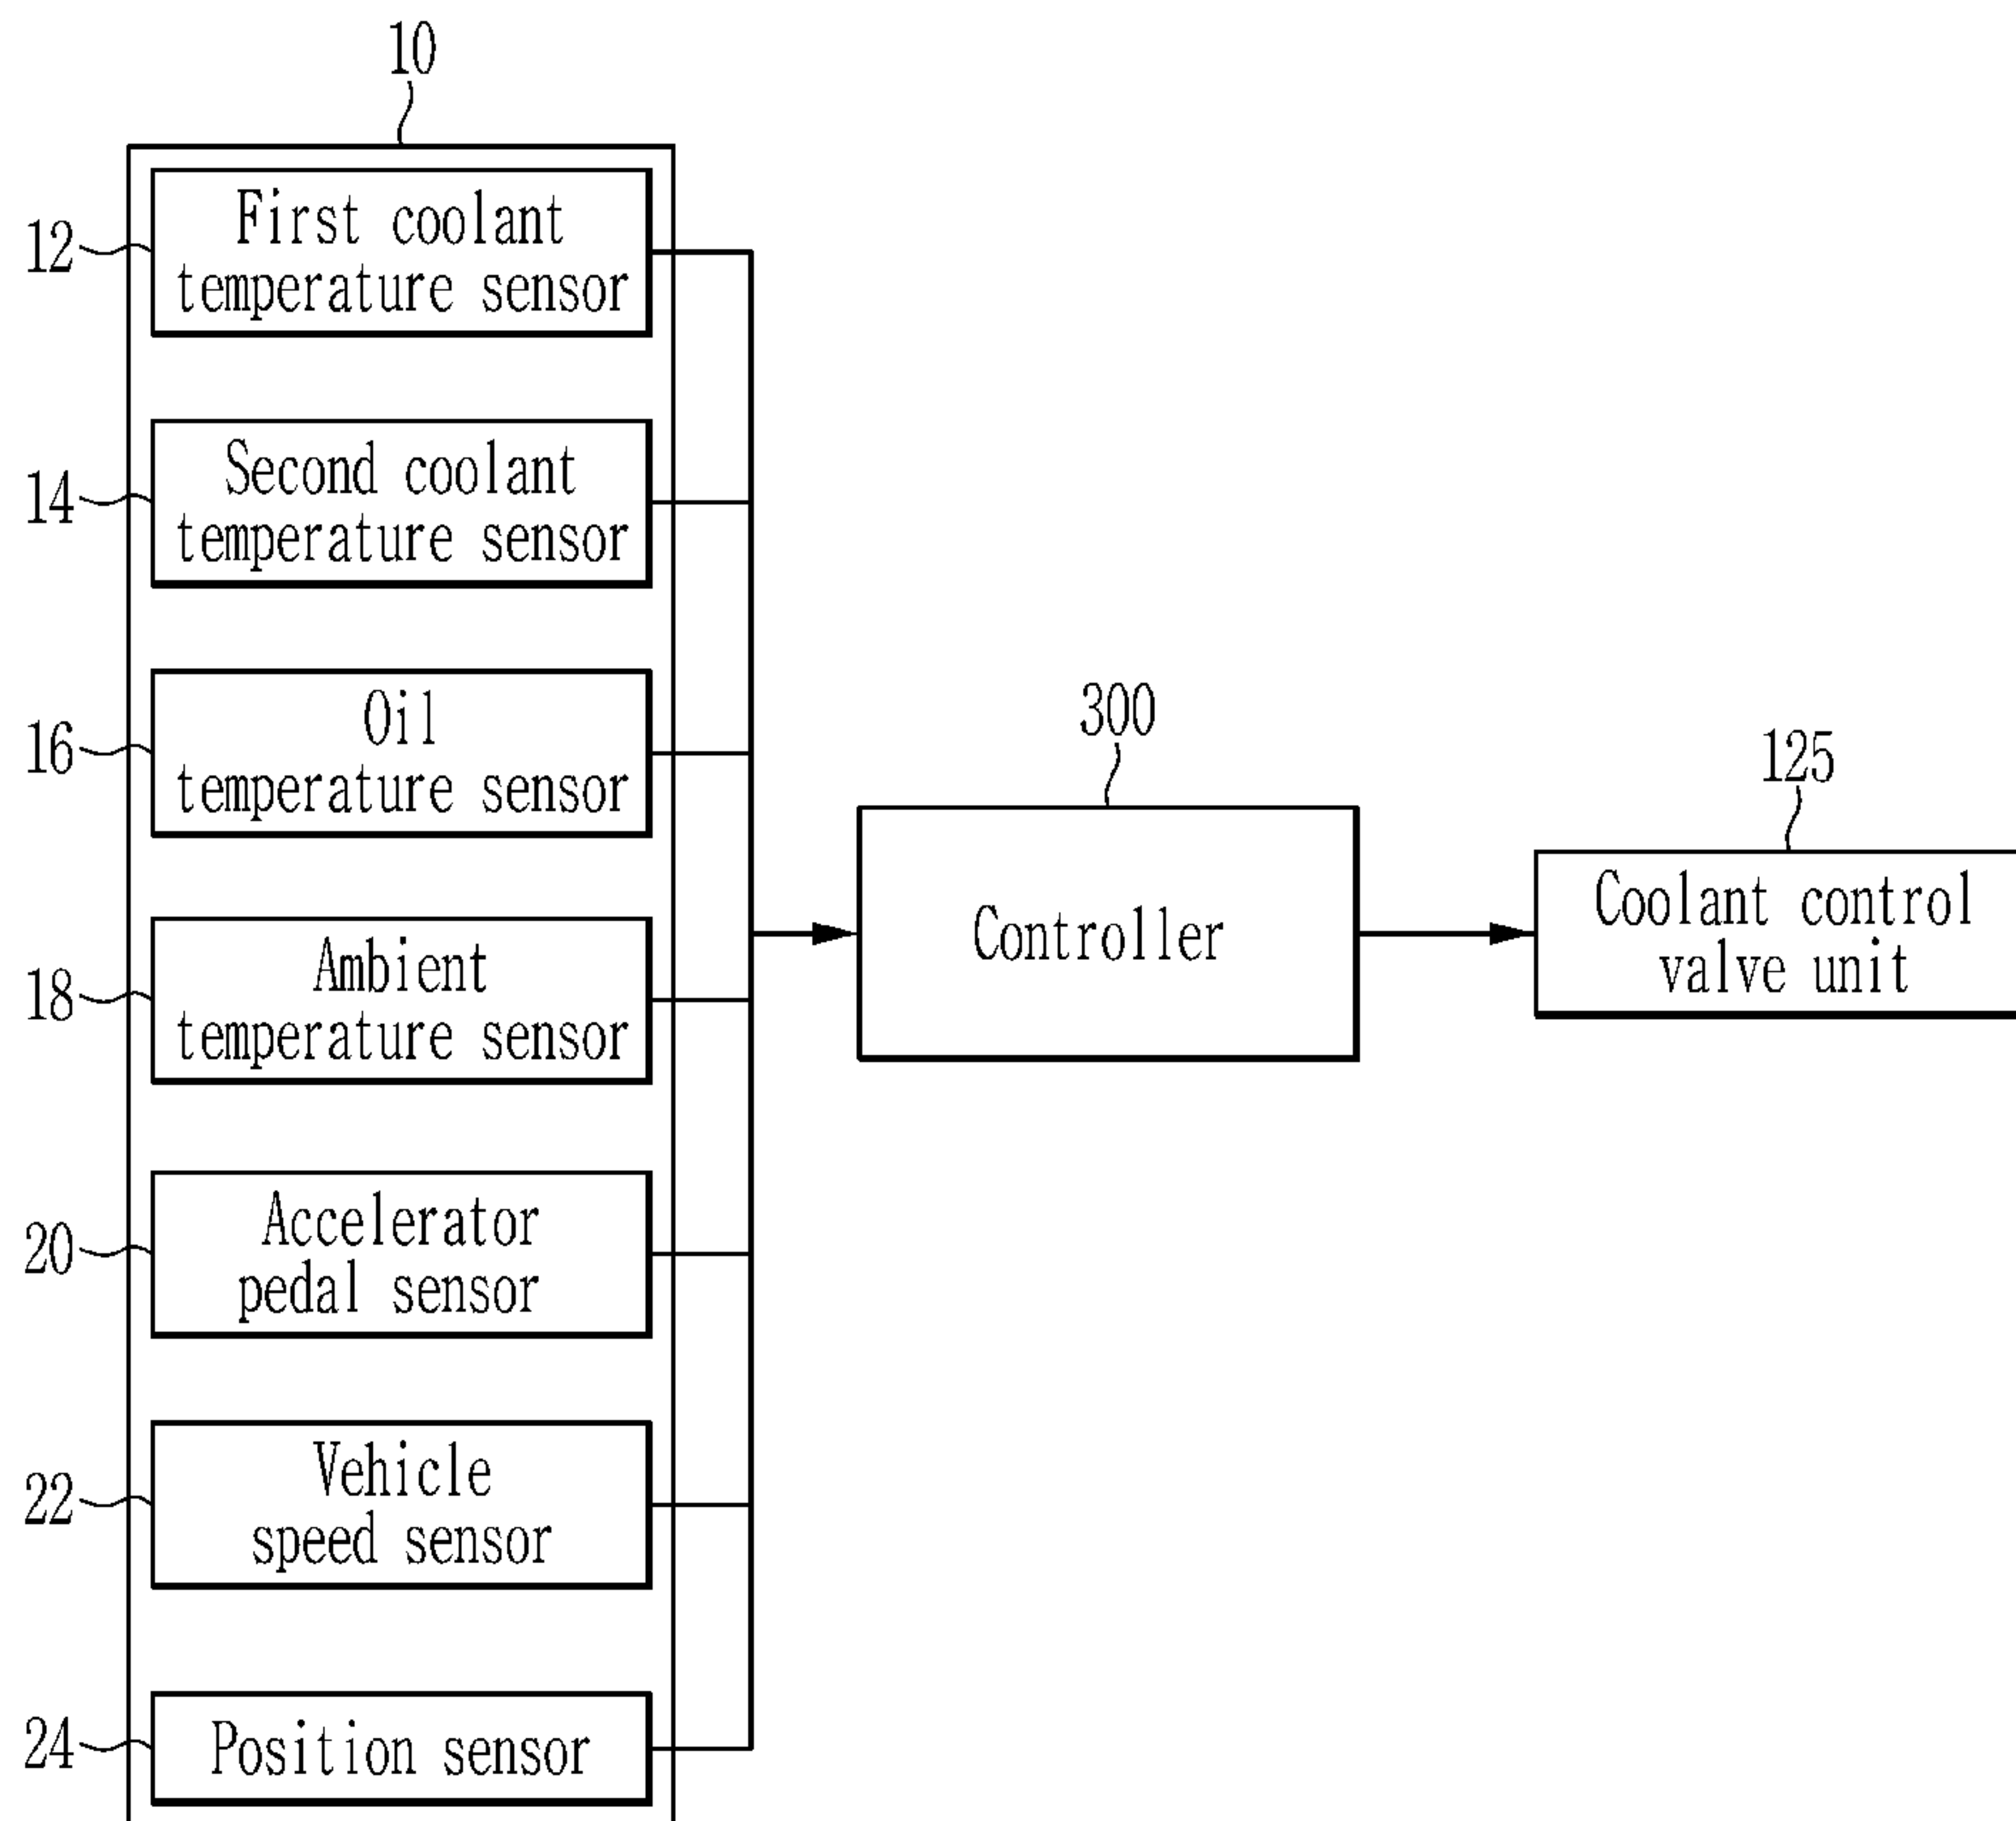 10
12
First coolant
temperature sensor
14
Second coolant
temperature sensor
16
Oil
temperature sensor
18
Ambient
temperature sensor
20
Accelerator
pedal sensor
22
Vehicle
speed sensor
24
Position sensor
300
Controller
125
Coolant control
valve unit